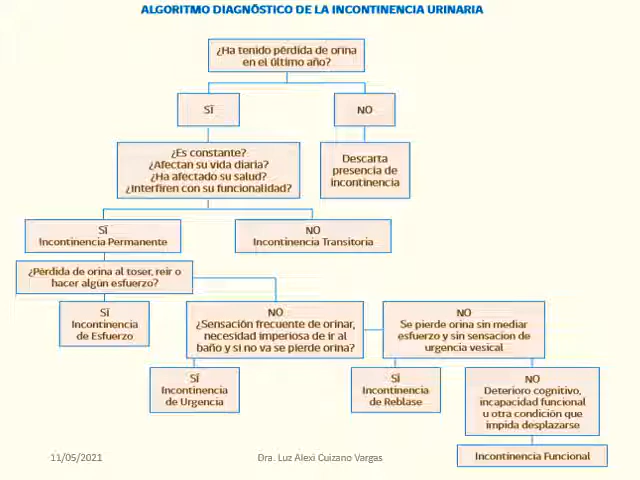 ALGORITMO DIAGNÓSTICO DE LA INCONTINENCIA URINARIA
¿Ha tenido pérdida de orina
en el último año?
SÍ
NO
¿Es constante?
¿Afectan su vida diaria?
¿Ha afectado su salud?
¿Interfiren con su funcionalidad?
Descarta
presencia de
incontinencia
SÍ
Incontinencia Permanente
NO
Incontinencia Transitoria
¿Pérdida de orina al toser, reir o
hacer algún esfuerzo?
SÍ
Incontinencia
de Esfuerzo
NO
¿Sensación frecuente de orinar,
necesidad imperiosa de ir al
baño y si no va se pierde orina?
NO
Se pierde orina sin mediar
esfuerzo y sin sensacion de
urgencia vesical
SÍ
Incontinencia
de Urgencia
SÍ
Incontinencia
de Reblase
NO
Deterioro cognitivo,
incapacidad funcional
u otra condición que
impida desplazarse
Incontinencia Funcional
11/05/2021
Dra. Luz Alexi Cuizano Vargas